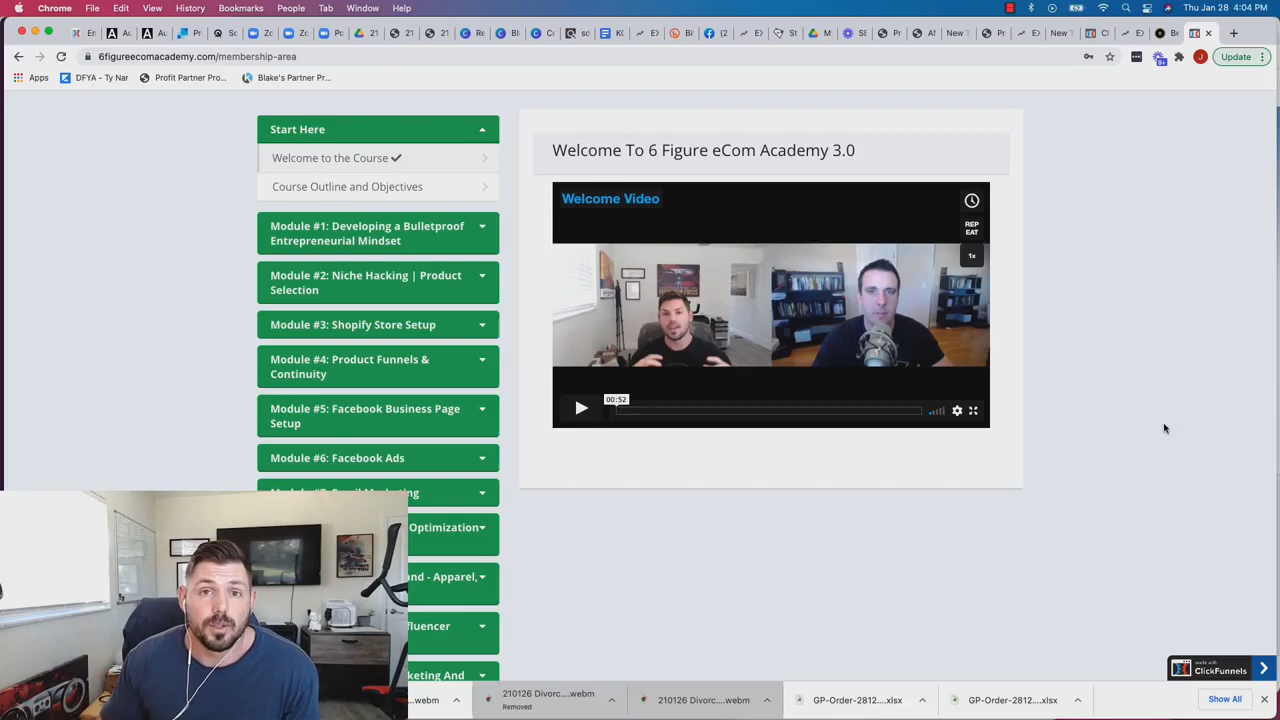 Chrome File Edit View History Bookmarks People Tab Window Help
Thu Jan 28 4:04 PM
6figureecomacademy.com/membership-area
Update
Apps DFYA - Ty Nar Profit Partner Pro... Blake's Partner Pr...
Start Here
Welcome to the Course
Course Outline and Objectives
Module #1: Developing a Bulletproof
Entrepreneurial Mindset
Module #2: Niche Hacking | Product
Selection
Module #3: Shopify Store Setup
Module #4: Product Funnels &
Continuity
Module #5: Facebook Business Page
Setup
Module #6: Facebook Ads
Optimization
nd - Apparel,
fluencer
keting And
Welcome To 6 Figure eCom Academy 3.0
Welcome Video
REP
EAT
1x
00:52
made with
ClickFunnels
....webm
210126 Divorc....webm
Removed
210126 Divorc....webm
GP-Order-2812....xlsx
GP-Order-2812....xlsx
Show All